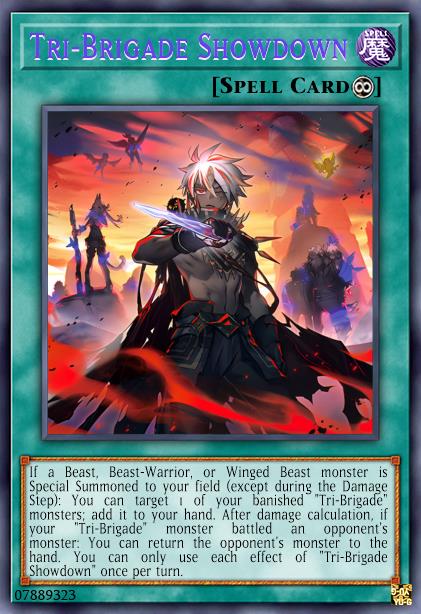 Tri-Brigade Showdown
SPELL
魔
[Spell Card]
If a Beast, Beast-Warrior, or Winged Beast monster is
Special Summoned to your field (except during the Damage
Step): You can target 1 of your banished "Tri-Brigade"
monsters; add it to your hand. After damage calculation, if
your "Tri-Brigade" monster battled an opponent's
monster: You can return the opponent's monster to the
hand. You can only use each effect of "Tri-Brigade
Showdown" once per turn.
07889323